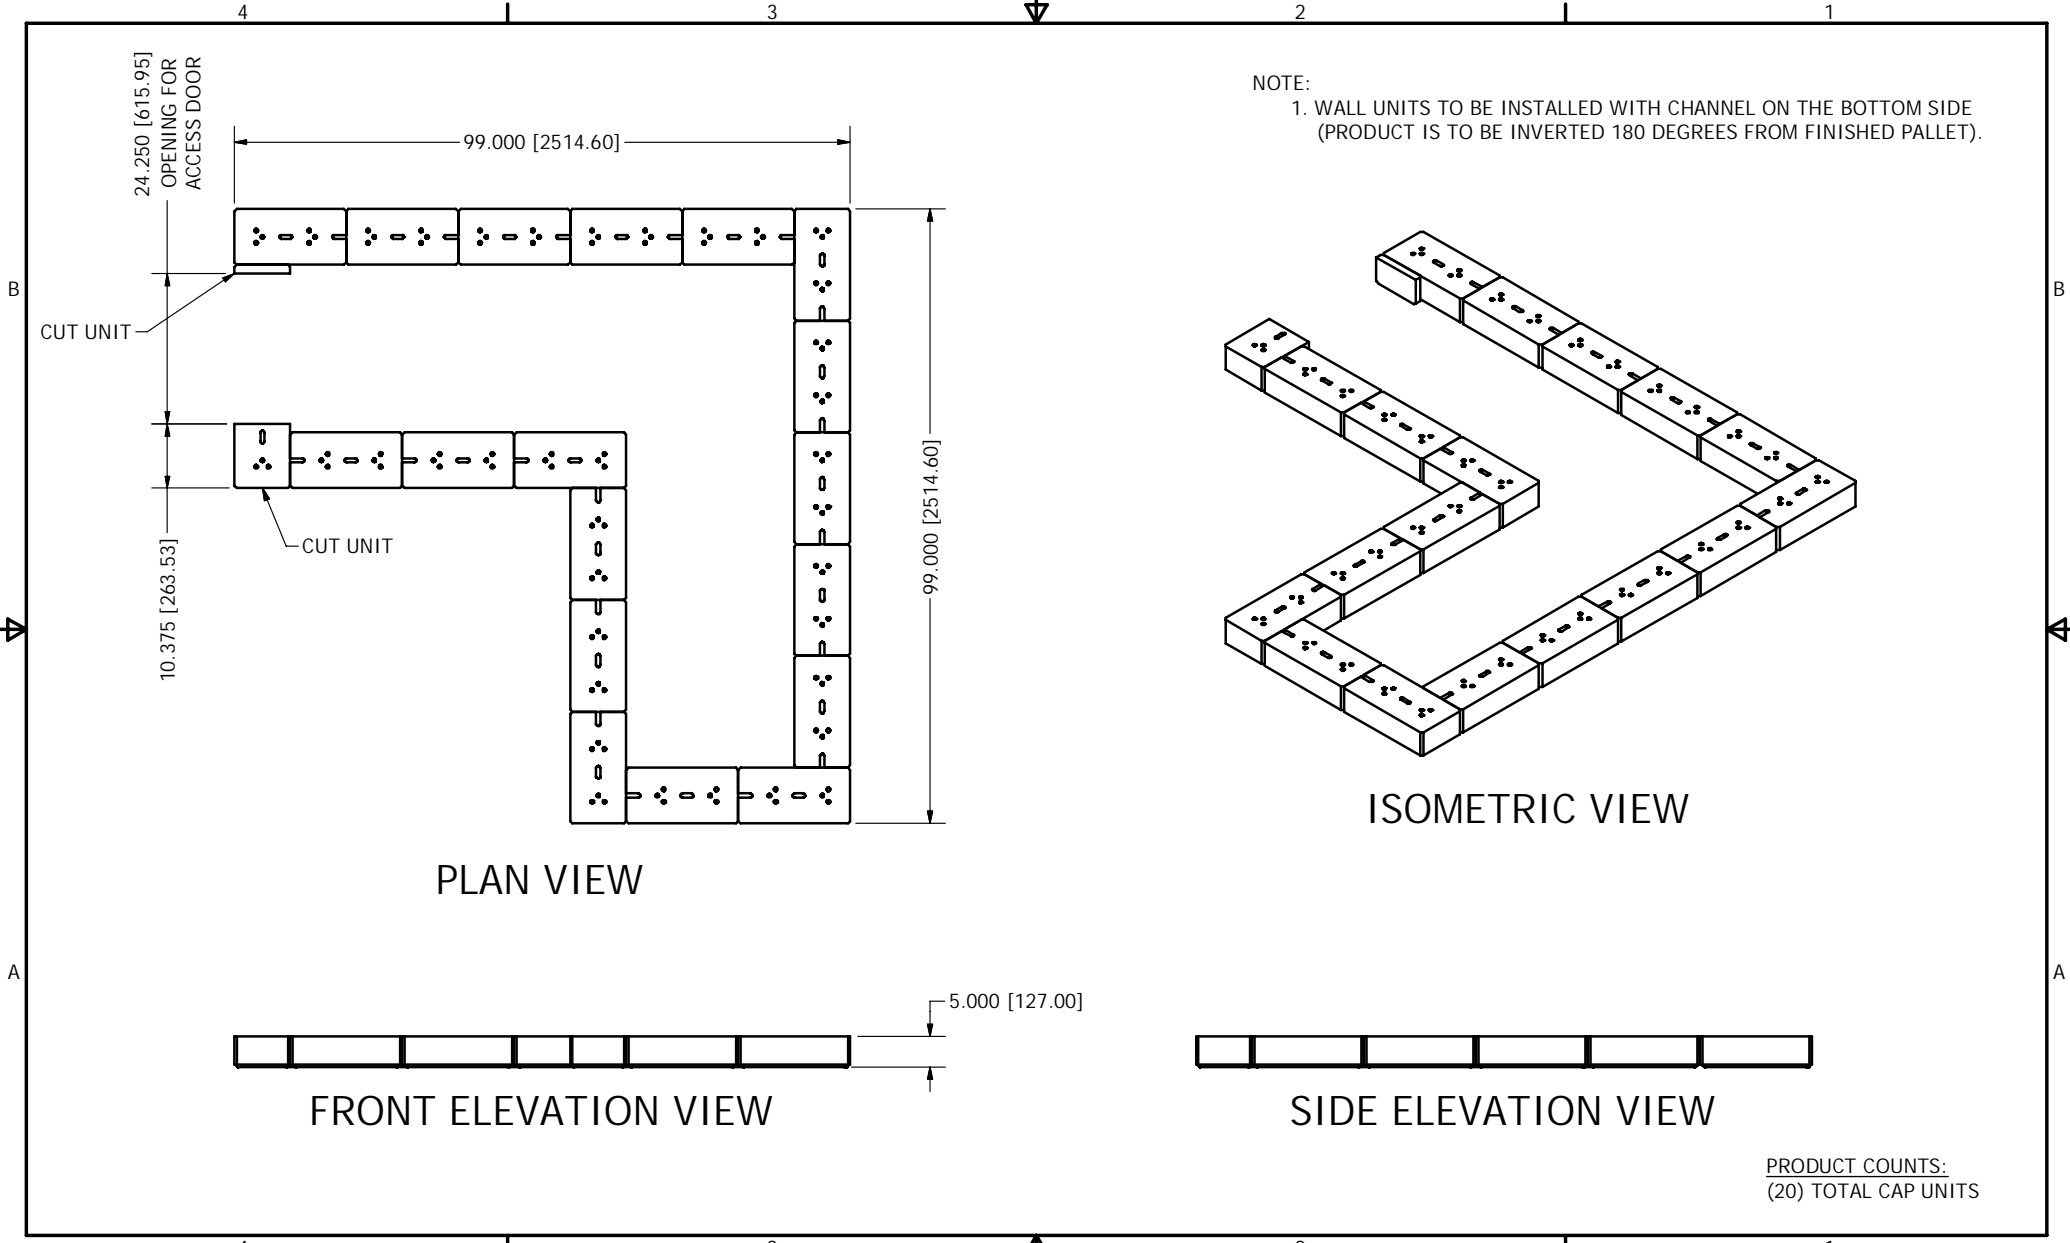 4
3
2
1
24.250 [615.95]
OPENING FOR
ACCESS DOOR
99.000 [2514.60]
NOTE:
1. WALL UNITS TO BE INSTALLED WITH CHANNEL ON THE BOTTOM SIDE
(PRODUCT IS TO BE INVERTED 180 DEGREES FROM FINISHED PALLET).
B
B
CUT UNIT
CUT UNIT
10.375 [263.53]
99.000 [2514.60]
ISOMETRIC VIEW
PLAN VIEW
A
A
5.000 [127.00]
FRONT ELEVATION VIEW
SIDE ELEVATION VIEW
PRODUCT COUNTS:
(20) TOTAL CAP UNITS